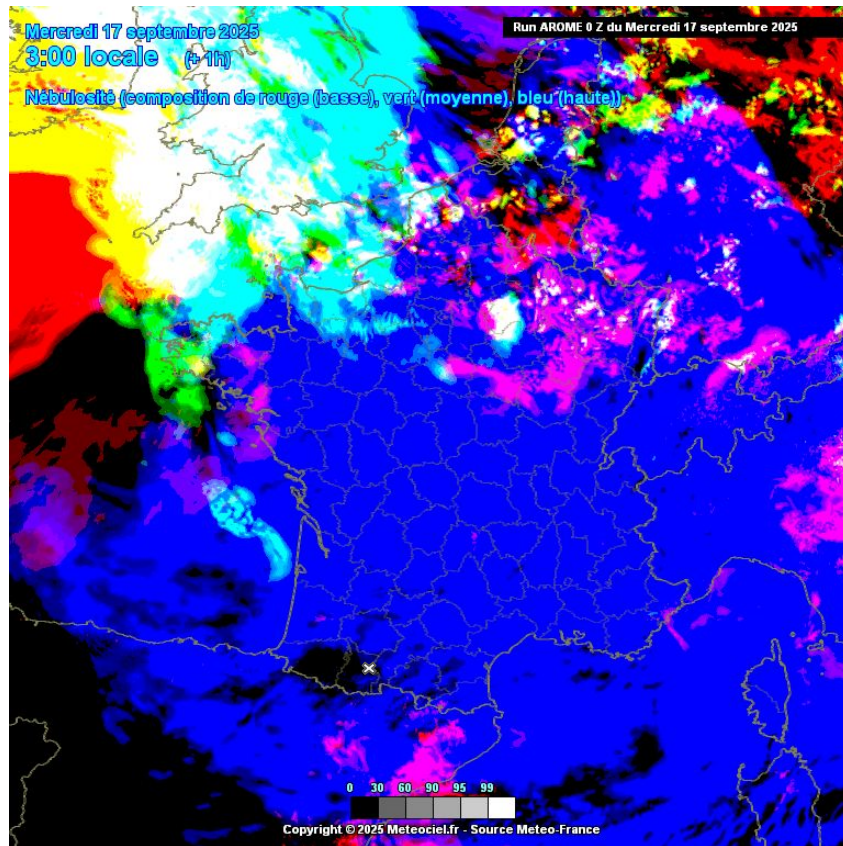 Mercredi 17 septembre 2025
Run AROME 0 Z du Mercredi 17 septembre 2025
3:00 locale (+ 1h)
Nébulosité (composition de rouge (basse), vert (moyenne), bleu (haute))
0 30 60 90 95 99
Copyright © 2025 Meteociel.fr - Source Meteo-France